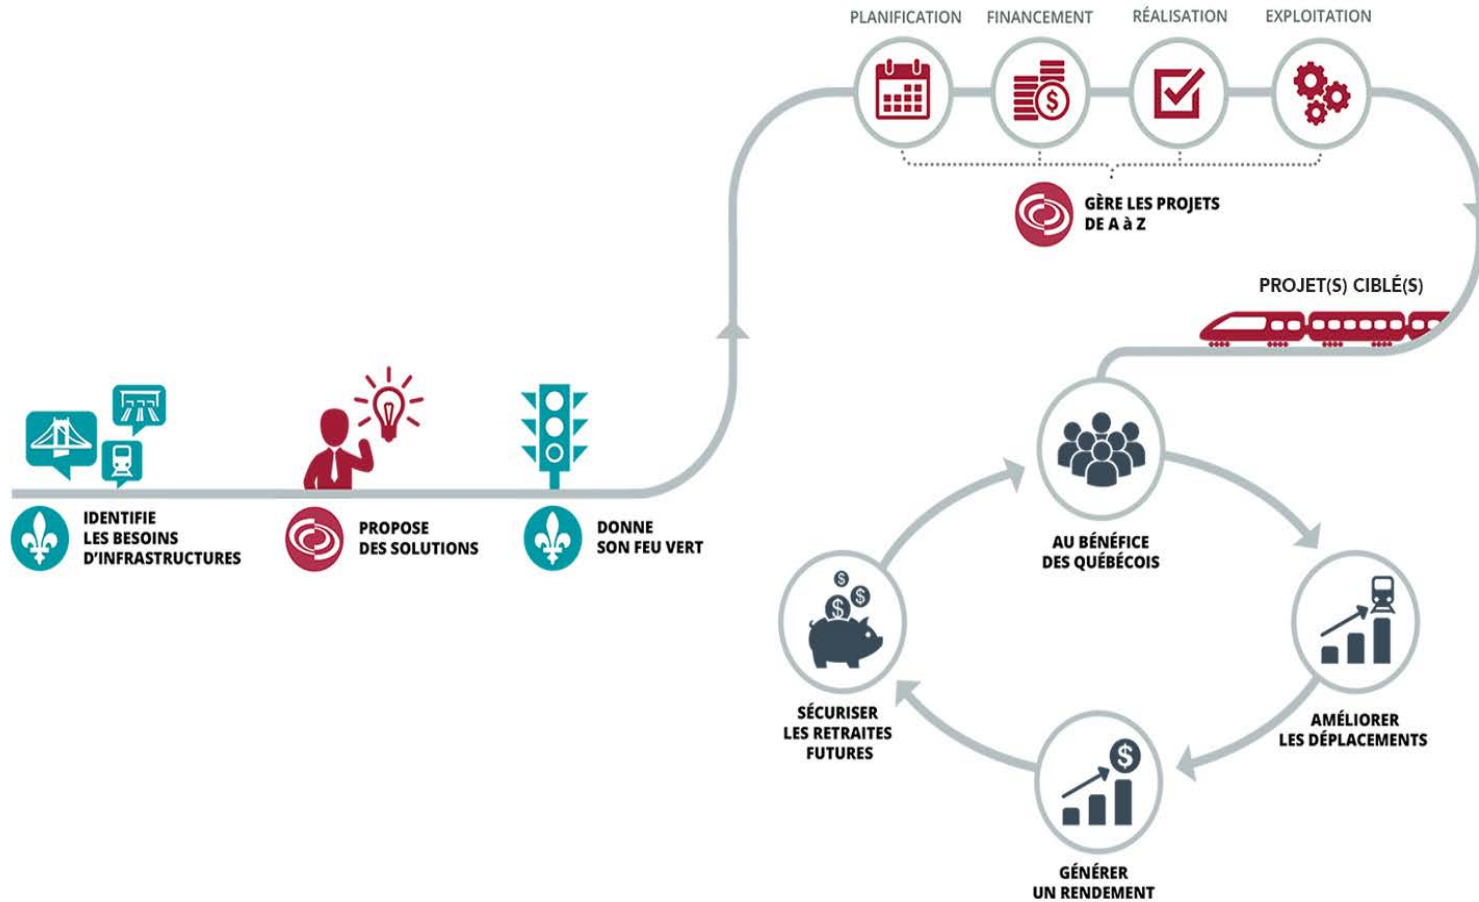 PLANIFICATION
FINANCEMENT
RÉALISATION
EXPLOITATION
GÈRE LES PROJETS
DE A à Z
PROJET(S) CIBLÉ(S)
IDENTIFIE
LES BESOINS
D'INFRASTRUCTURES
PROPOSE
DES SOLUTIONS
DONNE
SON FEU VERT
AU BÉNÉFICE
DES QUÉBÉCOIS
AMÉLIORER
LES DÉPLACEMENTS
GÉNÉRER
UN RENDEMENT
SÉCURISER
LES RETRAITES
FUTURES